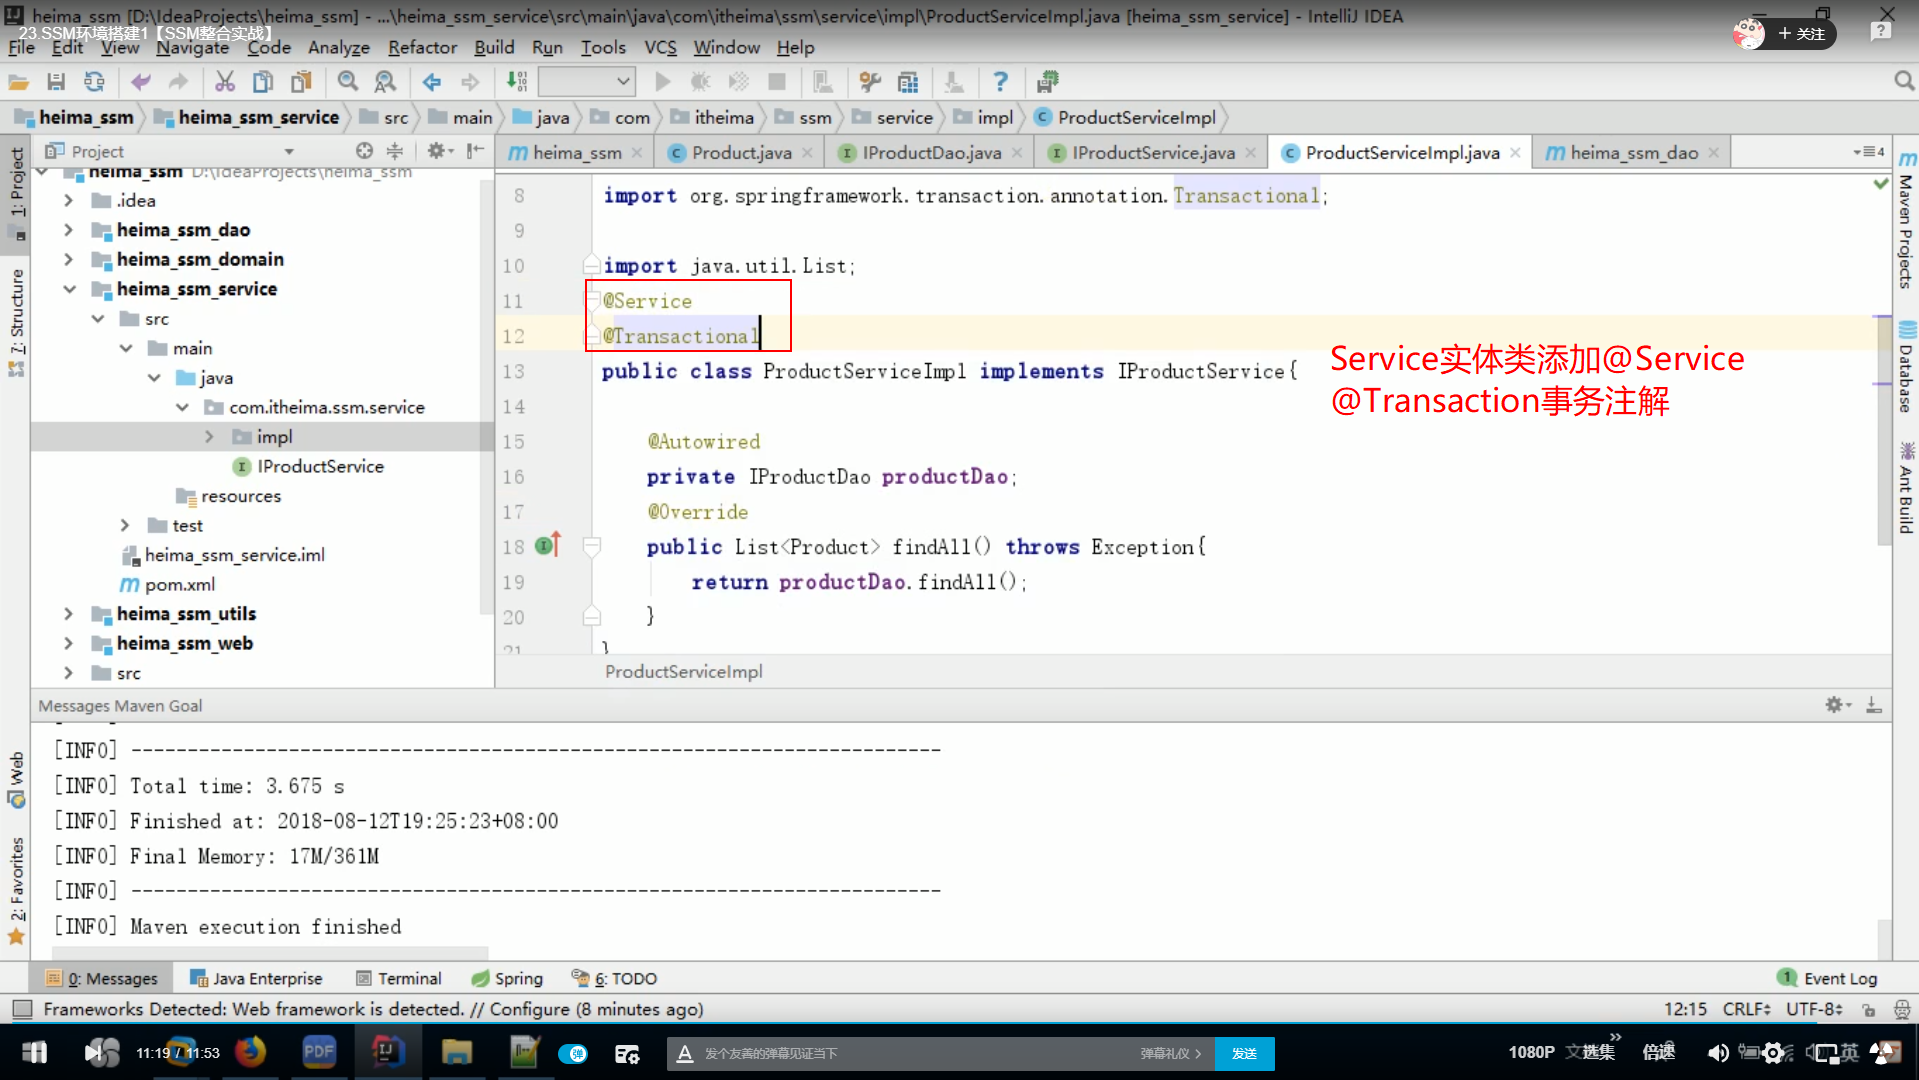 heima_ssm [D:\IdeaProjects\heima_ssm] - ...\heima_ssm_service\src\main\java\com\itheima\ssm\service\impl\ProductServiceImpl.java [heima_ssm_service] - IntelliJ IDEA
23.SSM环境搭建1【SSM整合实战】
+ 关注
File Edit View Navigate Code Analyze Refactor Build Run Tools VCS Window Help
heima_ssm heima_ssm_service src main java com itheima ssm service impl ProductServiceImpl
Project
heima_ssm Product.java IProductDao.java IProductService.java ProductServiceImpl.java heima_ssm_dao
4
1: Project
7: Structure
Web
2: Favorites
Maven Projects
Database
Ant Build
heima_ssm D:\IdeaProjects\heima_ssm
.idea
heima_ssm_dao
heima_ssm_domain
heima_ssm_service
src
main
java
com.itheima.ssm.service
impl
IProductService
resources
test
heima_ssm_service.iml
pom.xml
heima_ssm_utils
heima_ssm_web
src
8 import org.springframework.transaction.annotation.Transactional;
9
10 import java.util.List;
11 @Service
12 @Transactional
13 public class ProductServiceImpl implements IProductService{
14
15 @Autowired
16 private IProductDao productDao;
17 @Override
18 public List<Product> findAll() throws Exception{
19 return productDao.findAll();
20 }
21 }
Service实体类添加@Service
@Transaction事务注解
ProductServiceImpl
Messages Maven Goal
[INFO] ------------------------------------------------------------------------
[INFO] Total time: 3.675 s
[INFO] Finished at: 2018-08-12T19:25:23+08:00
[INFO] Final Memory: 17M/361M
[INFO] ------------------------------------------------------------------------
[INFO] Maven execution finished
0: Messages Java Enterprise Terminal Spring 6: TODO
1 Event Log
Frameworks Detected: Web framework is detected. // Configure (8 minutes ago)
12:15 CRLF UTF-8
11:19 / 11:53
PDF
弹
发个友善的弹幕见证当下
弹幕礼仪 >
发送
1080P 选集 倍速
英